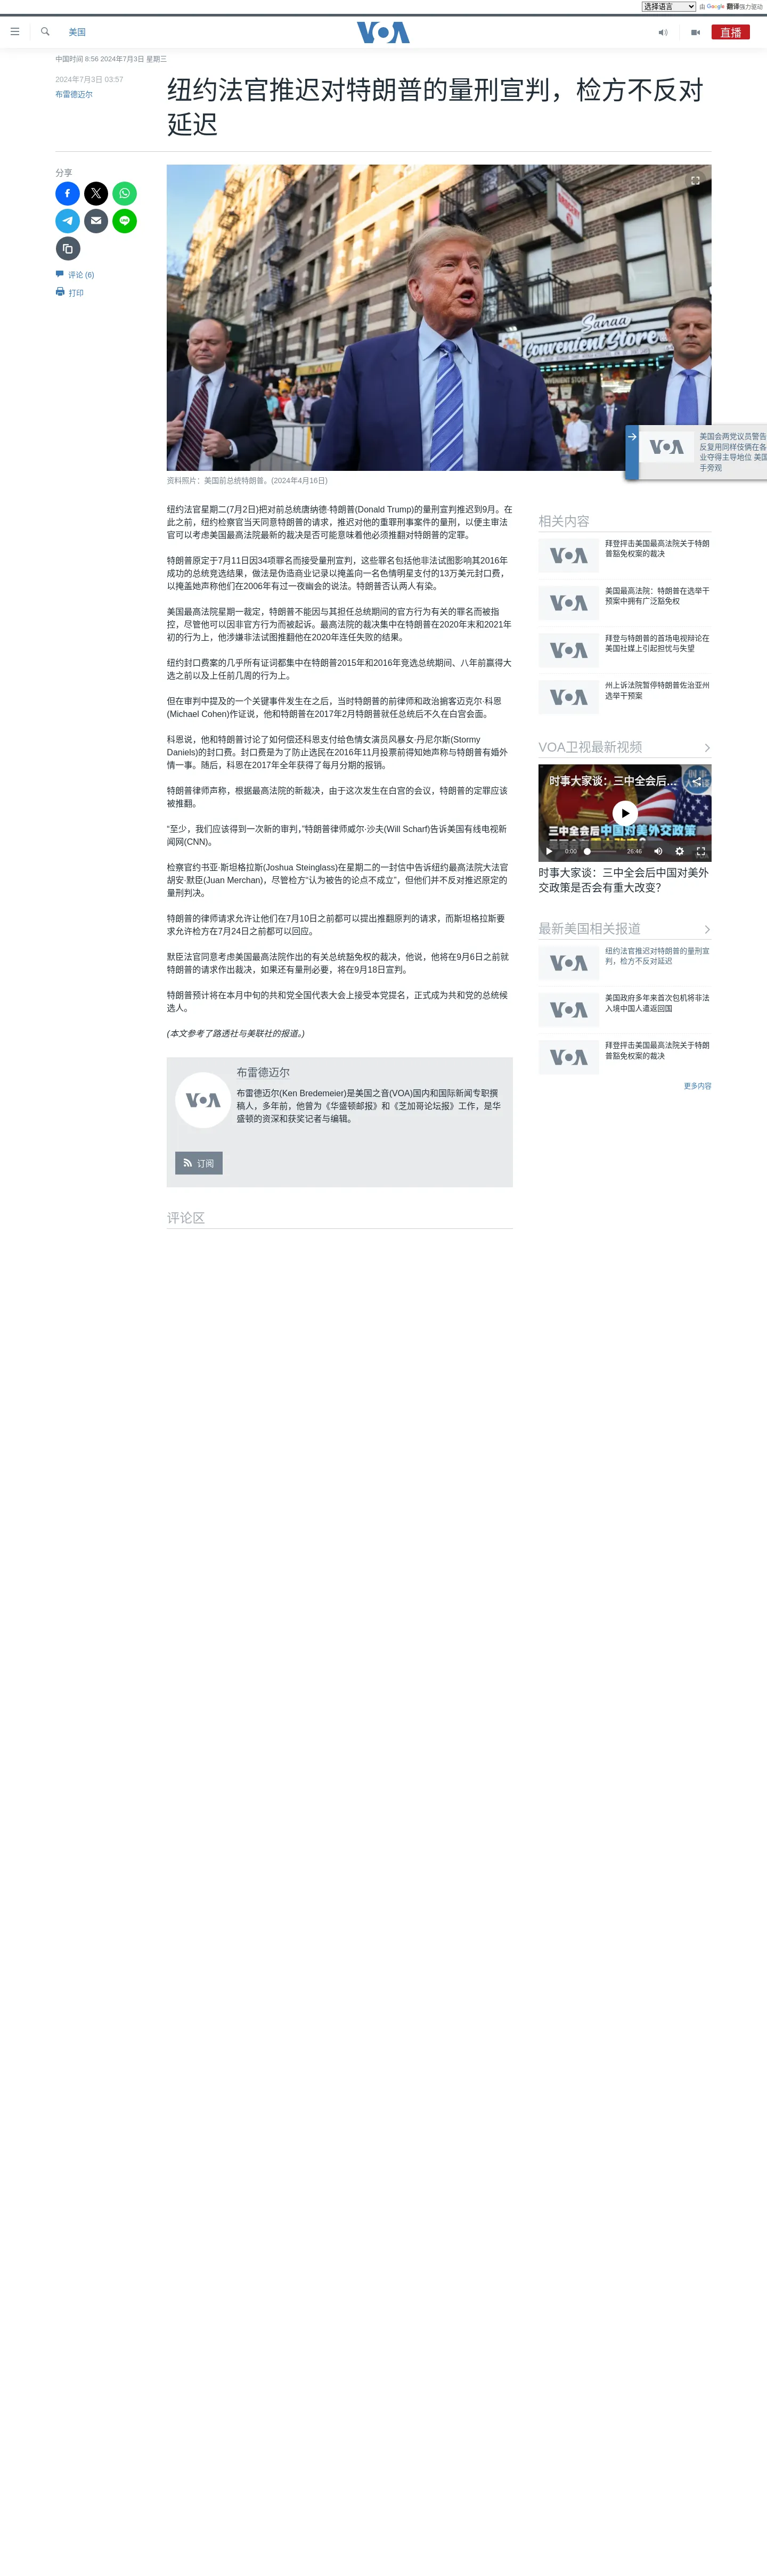 选择语言 由 Google 翻译强力驱动
美国
VOA
直播
中国时间 8:56 2024年7月3日 星期三
2024年7月3日 03:57
布雷德迈尔
纽约法官推迟对特朗普的量刑宣判，检方不反对
延迟
分享
评论 (6)
打印
GROCERY
Sanaa
Convenient Store
资料照片：美国前总统特朗普。(2024年4月16日)
美国会两党议员警告
反复用同样伎俩在各
业夺得主导地位 美国
手旁观
纽约法官星期二(7月2日)把对前总统唐纳德·特朗普(Donald Trump)的量刑宣判推迟到9月。在
此之前，纽约检察官当天同意特朗普的请求，推迟对他的重罪刑事案件的量刑，以便主审法
官可以考虑美国最高法院最新的裁决是否可能意味着他必须推翻对特朗普的定罪。
特朗普原定于7月11日因34项罪名而接受量刑宣判，这些罪名包括他非法试图影响其2016年
成功的总统竞选结果，做法是伪造商业记录以掩盖向一名色情明星支付的13万美元封口费，
以掩盖她声称他们在2006年有过一夜幽会的说法。特朗普否认两人有染。
美国最高法院星期一裁定，特朗普不能因与其担任总统期间的官方行为有关的罪名而被指
控，尽管他可以因非官方行为而被起诉。最高法院的裁决集中在特朗普在2020年末和2021年
初的行为上，他涉嫌非法试图推翻他在2020年连任失败的结果。
纽约封口费案的几乎所有证词都集中在特朗普2015年和2016年竞选总统期间、八年前赢得大
选之前以及上任前几周的行为上。
但在审判中提及的一个关键事件发生在之后，当时特朗普的前律师和政治掮客迈克尔·科恩
(Michael Cohen)作证说，他和特朗普在2017年2月特朗普就任总统后不久在白宫会面。
科恩说，他和特朗普讨论了如何偿还科恩支付给色情女演员风暴女·丹尼尔斯(Stormy
Daniels)的封口费。封口费是为了防止选民在2016年11月投票前得知她声称与特朗普有婚外
情一事。随后，科恩在2017年全年获得了每月分期的报销。
特朗普律师声称，根据最高法院的新裁决，由于这次发生在白宫的会议，特朗普的定罪应该
被推翻。
“至少，我们应该得到一次新的审判，”特朗普律师威尔·沙夫(Will Scharf)告诉美国有线电视新
闻网(CNN)。
检察官约书亚·斯坦格拉斯(Joshua Steinglass)在星期二的一封信中告诉纽约最高法院大法官
胡安·默臣(Juan Merchan)，尽管检方“认为被告的论点不成立”，但他们并不反对推迟原定的
量刑判决。
特朗普的律师请求允许让他们在7月10日之前都可以提出推翻原判的请求，而斯坦格拉斯要
求允许检方在7月24日之前都可以回应。
默臣法官同意考虑美国最高法院作出的有关总统豁免权的裁决，他说，他将在9月6日之前就
特朗普的请求作出裁决，如果还有量刑必要，将在9月18日宣判。
特朗普预计将在本月中旬的共和党全国代表大会上接受本党提名，正式成为共和党的总统候
选人。
(本文参考了路透社与美联社的报道。)
布雷德迈尔
VOA
布雷德迈尔(Ken Bredemeier)是美国之音(VOA)国内和国际新闻专职撰
稿人，多年前，他曾为《华盛顿邮报》和《芝加哥论坛报》工作，是华
盛顿的资深和获奖记者与编辑。
订阅
评论区
相关内容
VOA
拜登抨击美国最高法院关于特朗
普豁免权案的裁决
VOA
美国最高法院：特朗普在选举干
预案中拥有广泛豁免权
VOA
拜登与特朗普的首场电视辩论在
美国社媒上引起担忧与失望
VOA
州上诉法院暂停特朗普佐治亚州
选举干预案
VOA卫视最新视频
时事大家谈：三中全会后...
三中全会后中国对美外交政策
0:00
26:46
时事大家谈：三中全会后中国对美外
交政策是否会有重大改变？
最新美国相关报道
VOA
纽约法官推迟对特朗普的量刑宣
判，检方不反对延迟
VOA
美国政府多年来首次包机将非法
入境中国人遣返回国
VOA
拜登抨击美国最高法院关于特朗
普豁免权案的裁决
更多内容